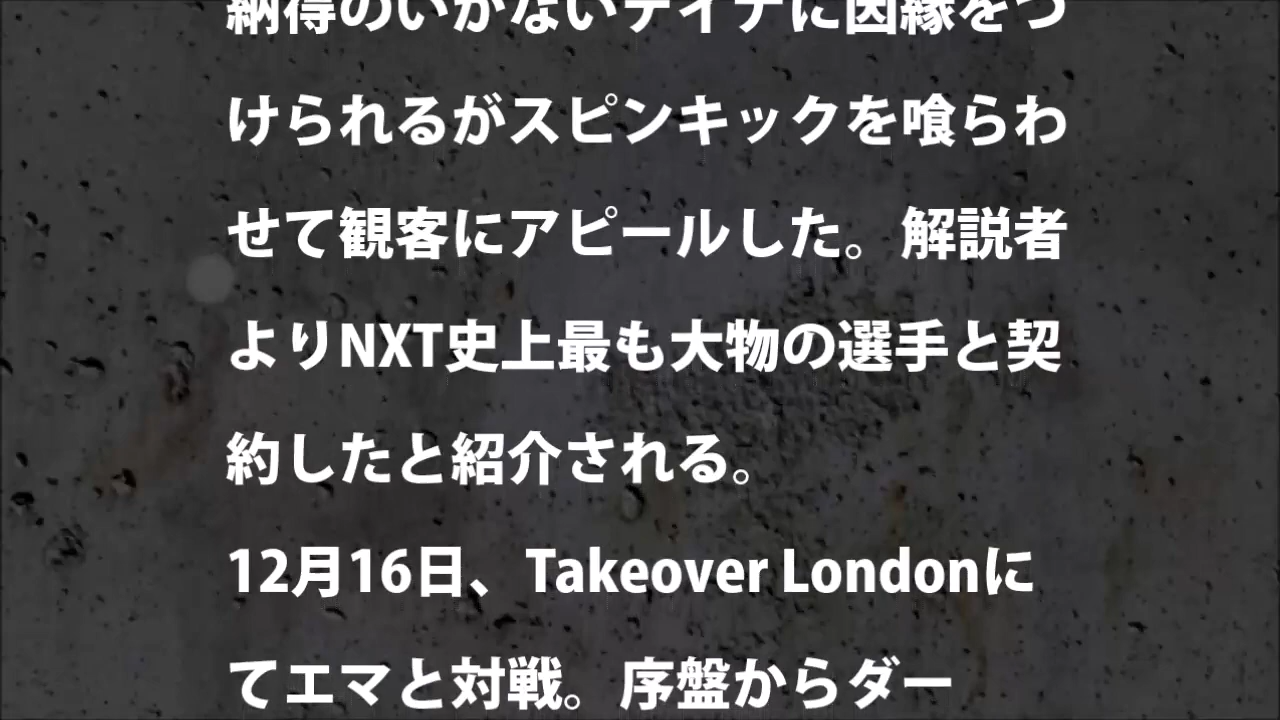 納得のいかないデイナに因縁をつ
けられるがスピンキックを喰らわ
せて観客にアピールした。解説者
よりNXT史上最も大物の選手と契
約したと紹介される。
12月16日、Takeover Londonに
てエマと対戦。序盤からダー